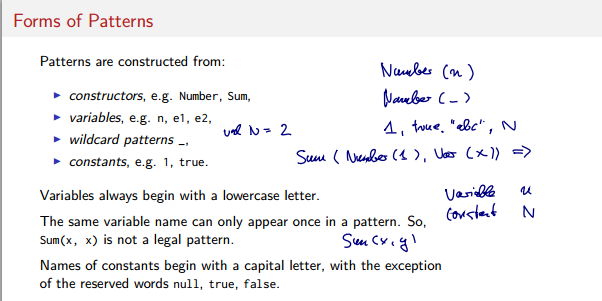 Forms of Patterns
Patterns are constructed from:
Number (n)
▶ constructors, e.g. Number, Sum,
Number (_)
▶ variables, e.g. n, e1, e2,
val N = 2
1, true, "abc", N
▶ wildcard patterns _,
▶ constants, e.g. 1, true.
Sum ( Number (1), Var (x)) =>
Variables always begin with a lowercase letter.
Variable n
The same variable name can only appear once in a pattern. So,
Constant N
Sum(x, x) is not a legal pattern.
Sum (x, y)
Names of constants begin with a capital letter, with the exception
of the reserved words null, true, false.